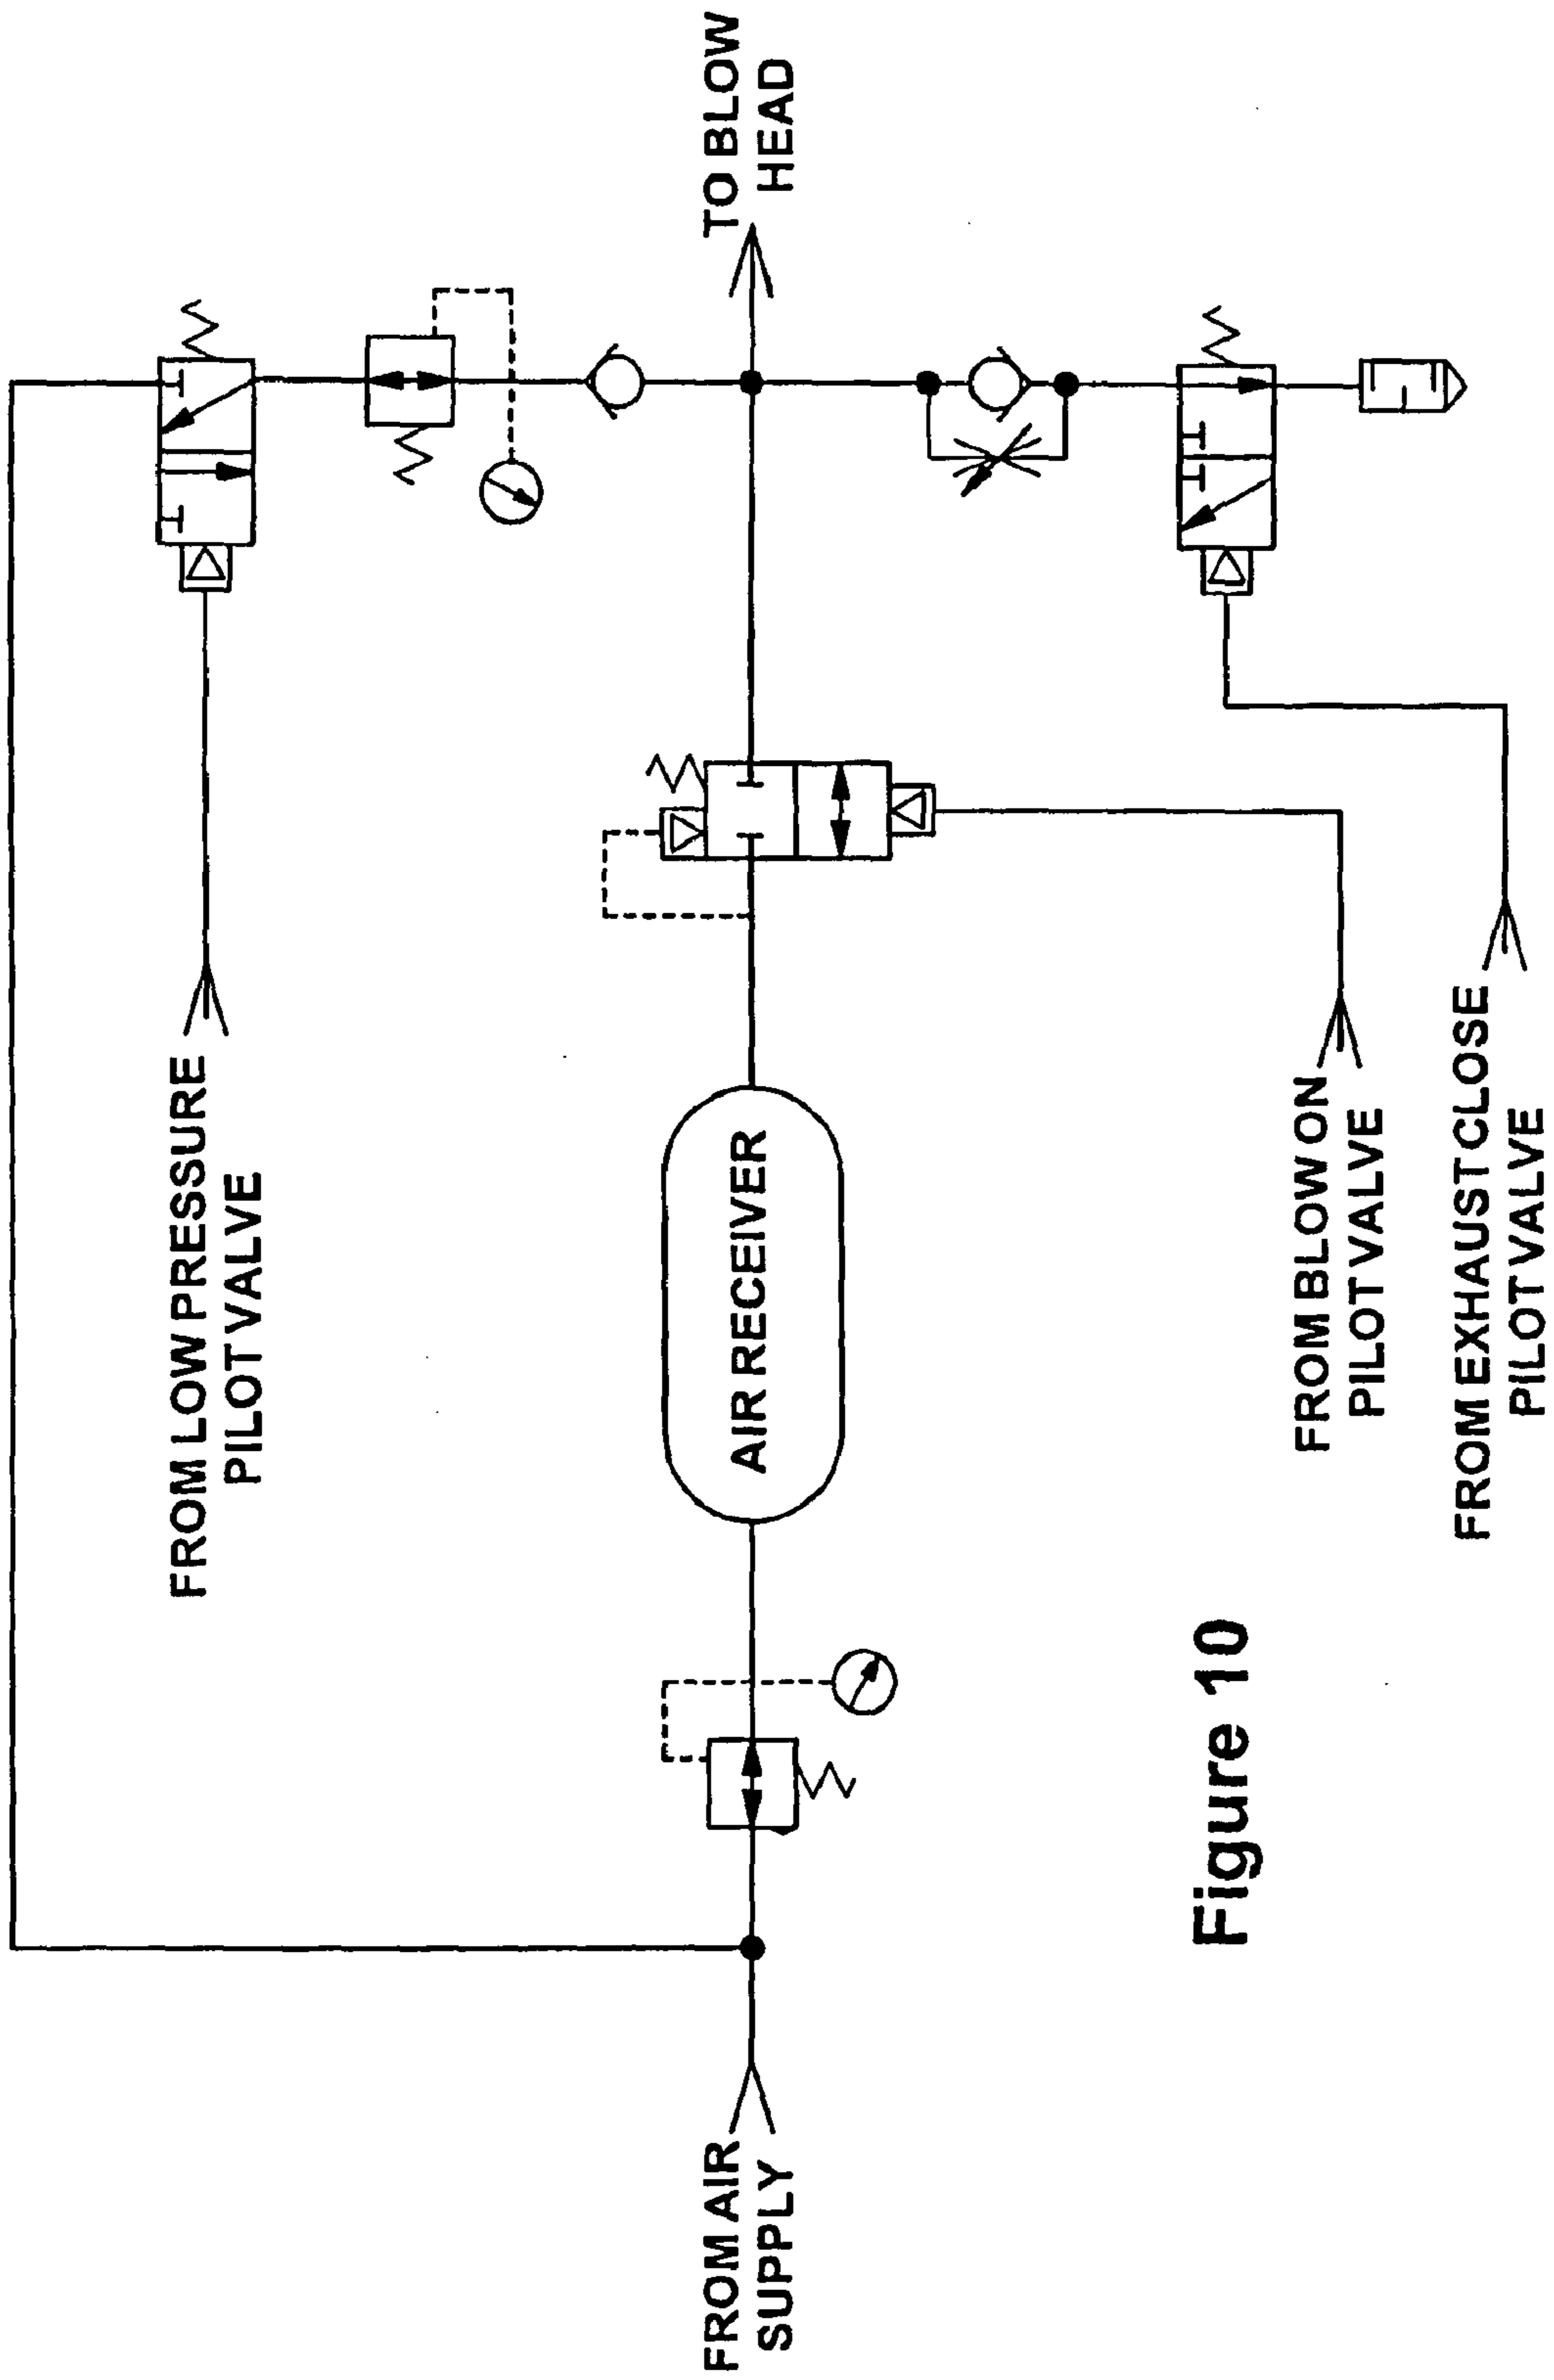 FROM AIR
SUPPLY
FROM LOW PRESSURE
PILOT VALVE
AIR RECEIVER
TO BLOW
HEAD
FROM BLOW ON
PILOT VALVE
FROM EXHAUST CLOSE
PILOT VALVE
Figure 10